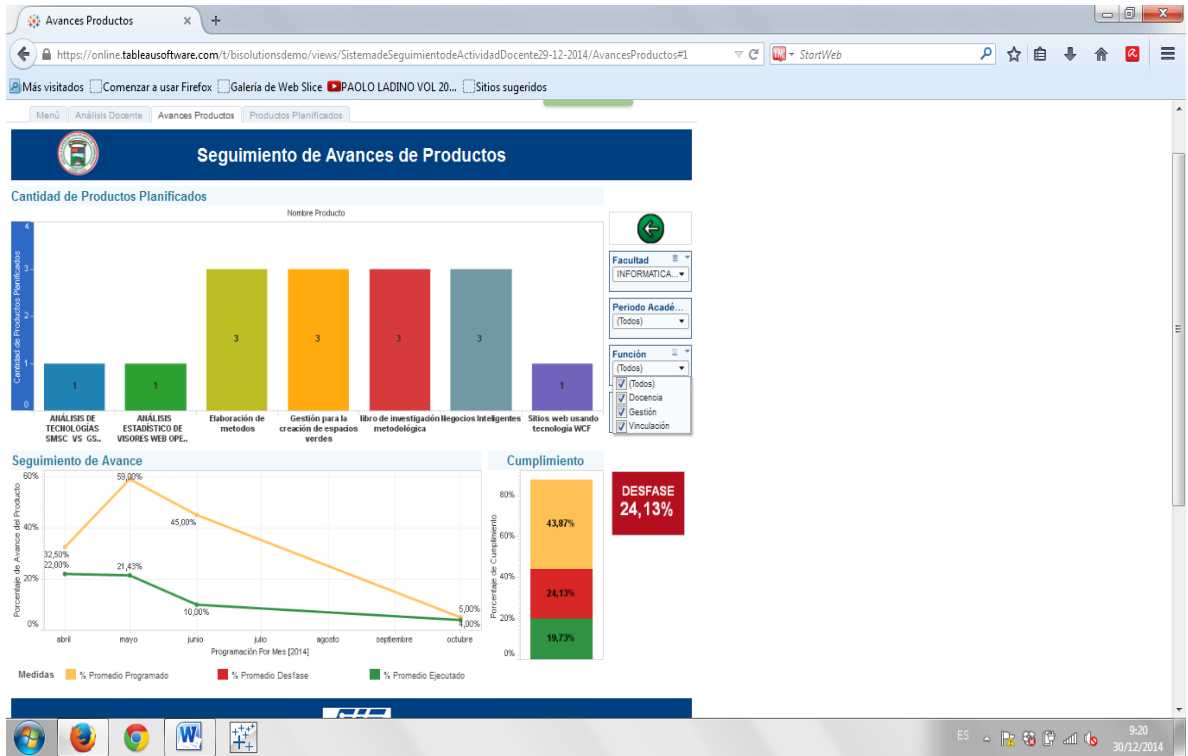 Avances Productos
https://online.tableausoftware.com/t/bisolutionsdemo/views/SistemadeSeguimientodeActividadDocente29-12-2014/AvancesProductos#1
StartWeb
Más visitados
Comenzar a usar Firefox
Galería de Web Slice
PAOLO LADINO VOL 20...
Sitios sugeridos
Menú
Análisis Docente
Avances Productos
Productos Planificados
Seguimiento de Avances de Productos
Cantidad de Productos Planificados
Nombre Producto
Cantidad de Productos Planificados
4
3
2
1
0
1
1
3
3
3
3
1
ANÁLISIS DE TECNOLOGÍAS SMSC VS GS..
ANÁLISIS ESTADÍSTICO DE VISORES WEB OPE..
Elaboración de metodos
Gestión para la creación de espacios verdes
libro de investigación metodológica
Negocios Inteligentes
Sitios web usando tecnología WCF
Facultad
INFORMATICA...
Periodo Acadé...
(Todos)
Función
(Todos)
(Todos)
Docencia
Gestión
Vinculación
Seguimiento de Avance
Porcentaje de Avance del Producto
60%
40%
20%
0%
59,00%
45,00%
32,50%
22,00%
21,43%
10,00%
5,00%
4,00%
abril
mayo
junio
julio
agosto
septiembre
octubre
Programación Por Mes [2014]
Cumplimiento
Porcentaje de Cumplimiento
80%
60%
40%
20%
0%
43,87%
24,13%
19,73%
DESFASE
24,13%
Medidas
% Promedio Programado
% Promedio Desfase
% Promedio Ejecutado
ES
9:20
30/12/2014